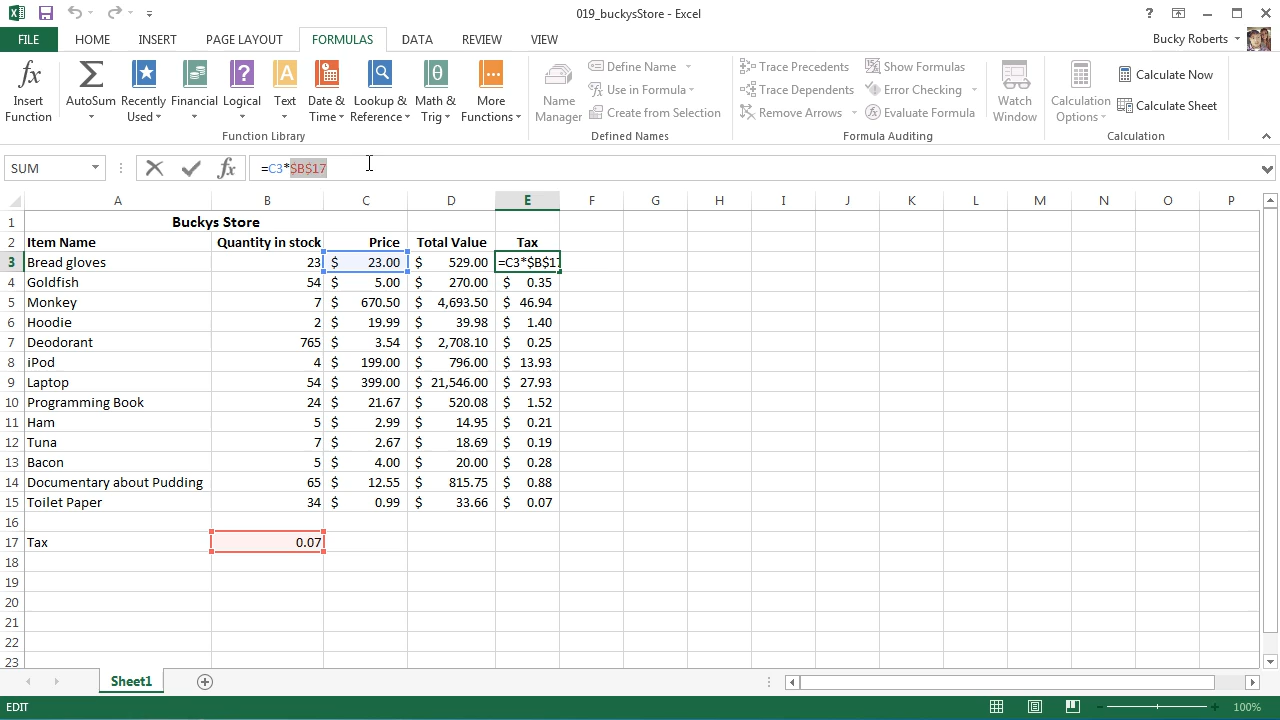 019_buckysStore - Excel
FILE HOME INSERT PAGE LAYOUT FORMULAS DATA REVIEW VIEW Bucky Roberts
Insert Function AutoSum Recently Used Financial Logical Text Date & Time Lookup & Reference Math & Trig More Functions
Function Library
Name Manager Define Name Use in Formula Create from Selection
Defined Names
Trace Precedents Trace Dependents Remove Arrows Show Formulas Error Checking Evaluate Formula Watch Window
Formula Auditing
Calculation Options Calculate Now Calculate Sheet
Calculation
SUM fx =C3*$B$17
A B C D E F G H I J K L M N O P
1 Buckys Store
2 Item Name Quantity in stock Price Total Value Tax
3 Bread gloves 23 $ 23.00 $ 529.00 =C3*$B$17
4 Goldfish 54 $ 5.00 $ 270.00 $ 0.35
5 Monkey 7 $ 670.50 $ 4,693.50 $ 46.94
6 Hoodie 2 $ 19.99 $ 39.98 $ 1.40
7 Deodorant 765 $ 3.54 $ 2,708.10 $ 0.25
8 iPod 4 $ 199.00 $ 796.00 $ 13.93
9 Laptop 54 $ 399.00 $ 21,546.00 $ 27.93
10 Programming Book 24 $ 21.67 $ 520.08 $ 1.52
11 Ham 5 $ 2.99 $ 14.95 $ 0.21
12 Tuna 7 $ 2.67 $ 18.69 $ 0.19
13 Bacon 5 $ 4.00 $ 20.00 $ 0.28
14 Documentary about Pudding 65 $ 12.55 $ 815.75 $ 0.88
15 Toilet Paper 34 $ 0.99 $ 33.66 $ 0.07
16
17 Tax 0.07
18
19
20
21
22
23
Sheet1
EDIT 100%